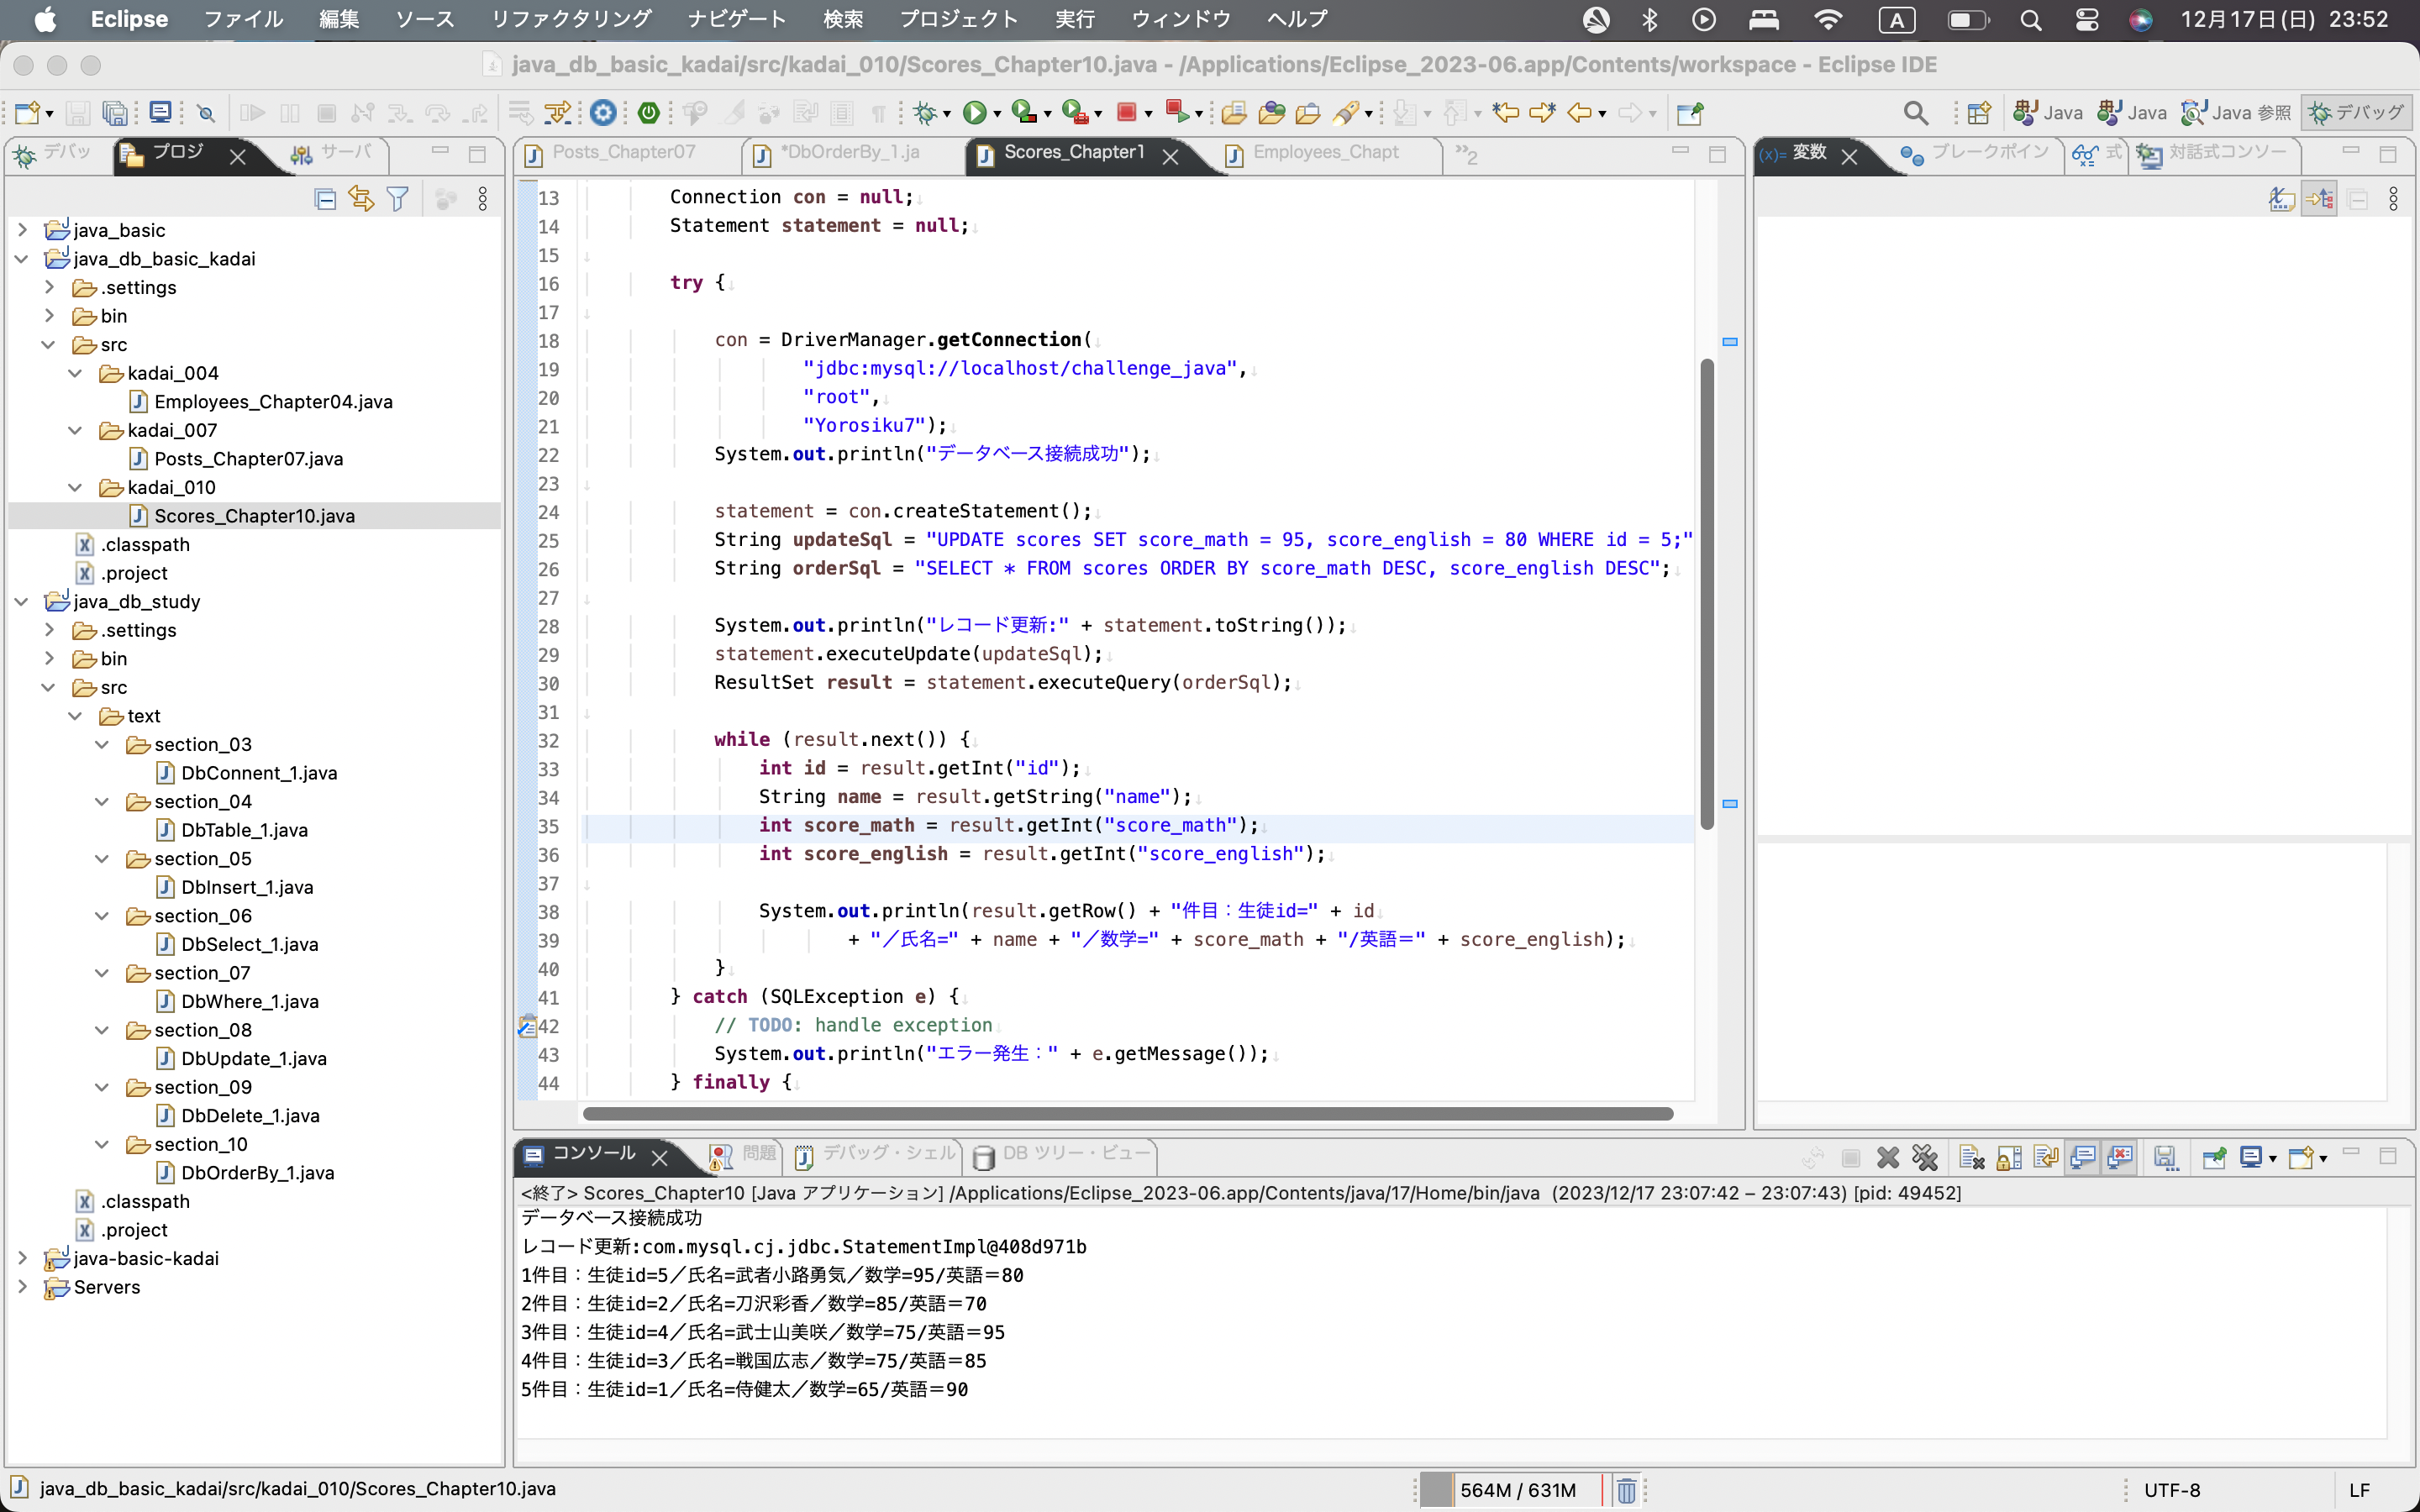 Eclipse ファイル 編集 ソース リファクタリング ナビゲート 検索 プロジェクト 実行 ウィンドウ ヘルプ A 12月17日(日) 23:52
java_db_basic_kadai/src/kadai_010/Scores_Chapter10.java - /Applications/Eclipse_2023-06.app/Contents/workspace - Eclipse IDE
Java Java Java 参照 デバッグ
デバッ プロジ サーバ
java_basic
java_db_basic_kadai
.settings
bin
src
kadai_004
Employees_Chapter04.java
kadai_007
Posts_Chapter07.java
kadai_010
Scores_Chapter10.java
.classpath
.project
java_db_study
.settings
bin
src
text
section_03
DbConnent_1.java
section_04
DbTable_1.java
section_05
DbInsert_1.java
section_06
DbSelect_1.java
section_07
DbWhere_1.java
section_08
DbUpdate_1.java
section_09
DbDelete_1.java
section_10
DbOrderBy_1.java
.classpath
.project
java-basic-kadai
Servers
Posts_Chapter07 *DbOrderBy_1.ja Scores_Chapter1 Employees_Chapt »2
13 Connection con = null;
14 Statement statement = null;
15
16 try {
17
18 con = DriverManager.getConnection(
19 "jdbc:mysql://localhost/challenge_java",
20 "root",
21 "Yorosiku7");
22 System.out.println("データベース接続成功");
23
24 statement = con.createStatement();
25 String updateSql = "UPDATE scores SET score_math = 95, score_english = 80 WHERE id = 5;"
26 String orderSql = "SELECT * FROM scores ORDER BY score_math DESC, score_english DESC";
27
28 System.out.println("レコード更新:" + statement.toString());
29 statement.executeUpdate(updateSql);
30 ResultSet result = statement.executeQuery(orderSql);
31
32 while (result.next()) {
33 int id = result.getInt("id");
34 String name = result.getString("name");
35 int score_math = result.getInt("score_math");
36 int score_english = result.getInt("score_english");
37
38 System.out.println(result.getRow() + "件目：生徒id=" + id
39 + "／氏名=" + name + "／数学=" + score_math + "/英語＝" + score_english);
40 }
41 } catch (SQLException e) {
42 // TODO: handle exception
43 System.out.println("エラー発生：" + e.getMessage());
44 } finally {
(x)= 変数 ブレークポイン 式 対話式コンソー
コンソール 問題 デバッグ・シェル DB ツリー・ビュー
<終了> Scores_Chapter10 [Java アプリケーション] /Applications/Eclipse_2023-06.app/Contents/java/17/Home/bin/java (2023/12/17 23:07:42 – 23:07:43) [pid: 49452]
データベース接続成功
レコード更新:com.mysql.cj.jdbc.StatementImpl@408d971b
1件目：生徒id=5／氏名=武者小路勇気／数学=95/英語＝80
2件目：生徒id=2／氏名=刀沢彩香／数学=85/英語＝70
3件目：生徒id=4／氏名=武士山美咲／数学=75/英語＝95
4件目：生徒id=3／氏名=戦国広志／数学=75/英語＝85
5件目：生徒id=1／氏名=侍健太／数学=65/英語＝90
java_db_basic_kadai/src/kadai_010/Scores_Chapter10.java 564M / 631M UTF-8 LF